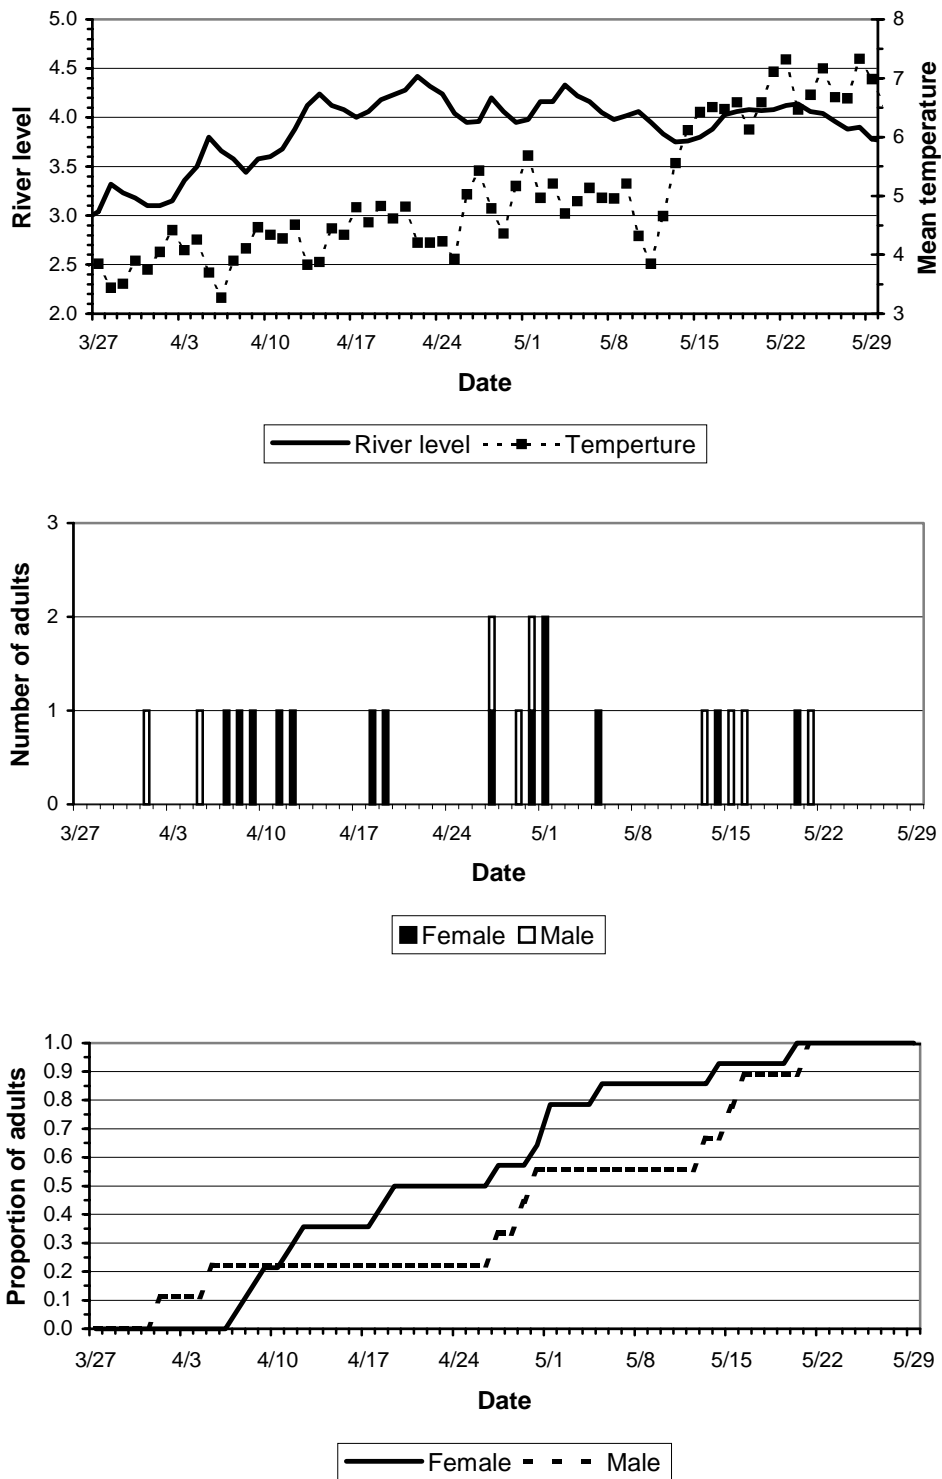 5.0
4.5
4.0
3.5
3.0
2.5
2.0
River level
8
7
6
5
4
3
Mean temperature
3/27 4/3 4/10 4/17 4/24 5/1 5/8 5/15 5/22 5/29
Date
River level Temperture
3
2
1
0
Number of adults
3/27 4/3 4/10 4/17 4/24 5/1 5/8 5/15 5/22 5/29
Date
Female Male
1.0
0.9
0.8
0.7
0.6
0.5
0.4
0.3
0.2
0.1
0.0
Proportion of adults
3/27 4/3 4/10 4/17 4/24 5/1 5/8 5/15 5/22 5/29
Date
Female Male